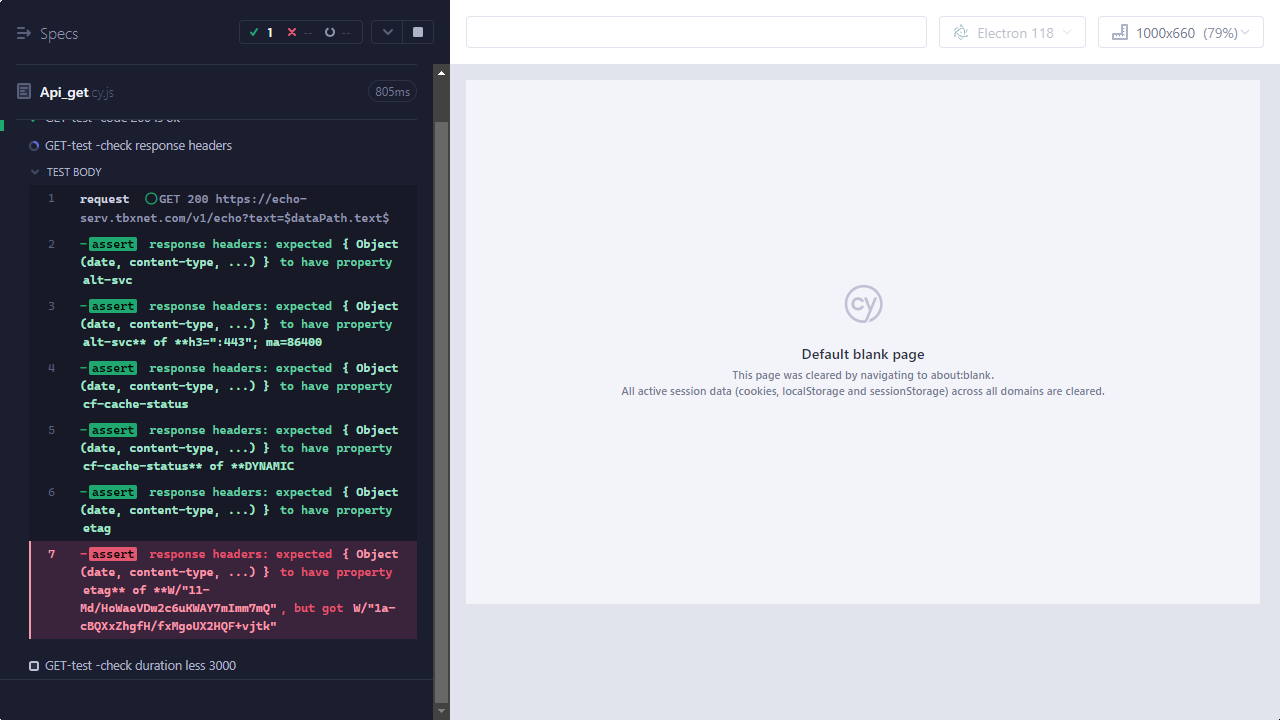 Specs
1
--
--
Electron 118
1000x660 (79%)
Api_get.cy.js
805ms
GET-test -code 200 is ok
GET-test -check response headers
TEST BODY
1 request GET 200 https://echo-
serv.tbxnet.com/v1/echo?text=$dataPath.text$
2 -assert response headers: expected { Object
(date, content-type, ...) } to have property
alt-svc
3 -assert response headers: expected { Object
(date, content-type, ...) } to have property
alt-svc** of **h3=":443"; ma=86400
4 -assert response headers: expected { Object
(date, content-type, ...) } to have property
cf-cache-status
5 -assert response headers: expected { Object
(date, content-type, ...) } to have property
cf-cache-status** of **DYNAMIC
6 -assert response headers: expected { Object
(date, content-type, ...) } to have property
etag
7 -assert response headers: expected { Object
(date, content-type, ...) } to have property
etag** of **W/"11-
Md/HoWaeVDw2c6uKWAY7mImm7mQ", but got W/"1a-
cBQXxZhgfH/fxMgoUX2HQF+vjtk"
GET-test -check duration less 3000
cy
Default blank page
This page was cleared by navigating to about:blank.
All active session data (cookies, localStorage and sessionStorage) across all domains are cleared.